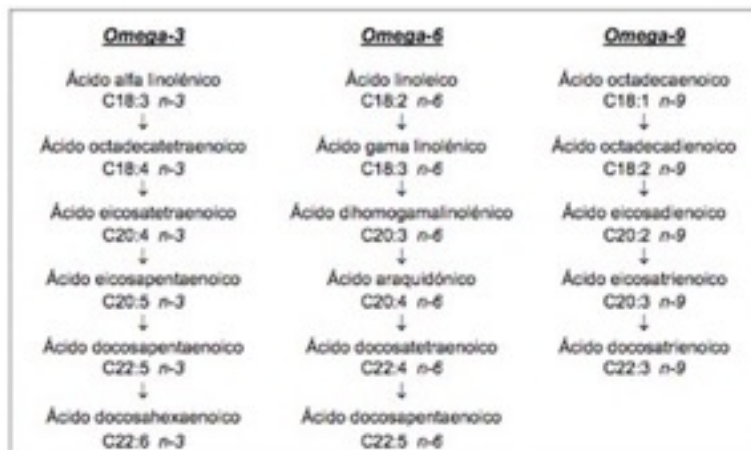 Omega-3
Ácido alfa linolénico
C18:3 n-3
↓
Ácido octadecatetraenoico
C18:4 n-3
↓
Ácido eicosatetraenoico
C20:4 n-3
↓
Ácido eicosapentaenoico
C20:5 n-3
↓
Ácido docosapentaenoico
C22:5 n-3
↓
Ácido docosahexaenoico
C22:6 n-3
Omega-6
Ácido linoleico
C18:2 n-6
↓
Ácido gama linolénico
C18:3 n-6
↓
Ácido dihomogamalinolénico
C20:3 n-6
↓
Ácido araquidónico
C20:4 n-6
↓
Ácido docosatetraenoico
C22:4 n-6
↓
Ácido docosapentaenoico
C22:5 n-6
Omega-9
Ácido octadecaenoico
C18:1 n-9
↓
Ácido octadecadienoico
C18:2 n-9
↓
Ácido eicosadienoico
C20:2 n-9
↓
Ácido eicosatrienoico
C20:3 n-9
↓
Ácido docosatrienoico
C22:3 n-9